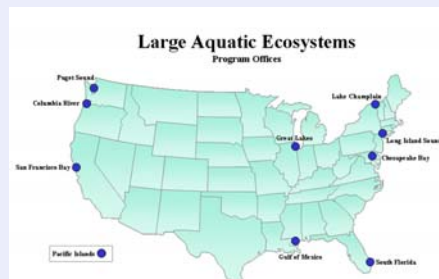 Large Aquatic Ecosystems
Program Offices
Puget Sound
Lake Champlain
Columbia River
Great Lakes
Long Island Sound
Chesapeake Bay
San Francisco Bay
Pacific Islands
Gulf of Mexico
South Florida